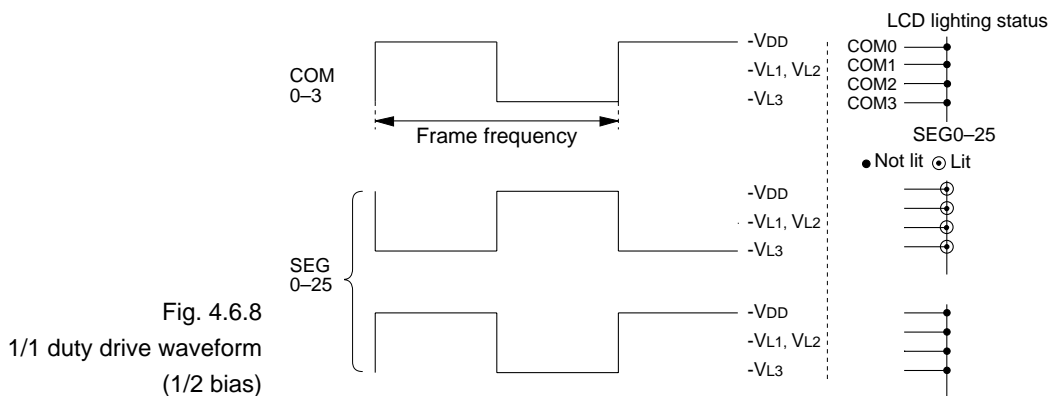 LCD lighting status
COM
0–3
-VDD
-VL1, VL2
-VL3
Frame frequency
COM0
COM1
COM2
COM3
SEG0–25
Not lit Lit
SEG
0–25
-VDD
-VL1, VL2
-VL3
-VDD
-VL1, VL2
-VL3
Fig. 4.6.8
1/1 duty drive waveform
(1/2 bias)